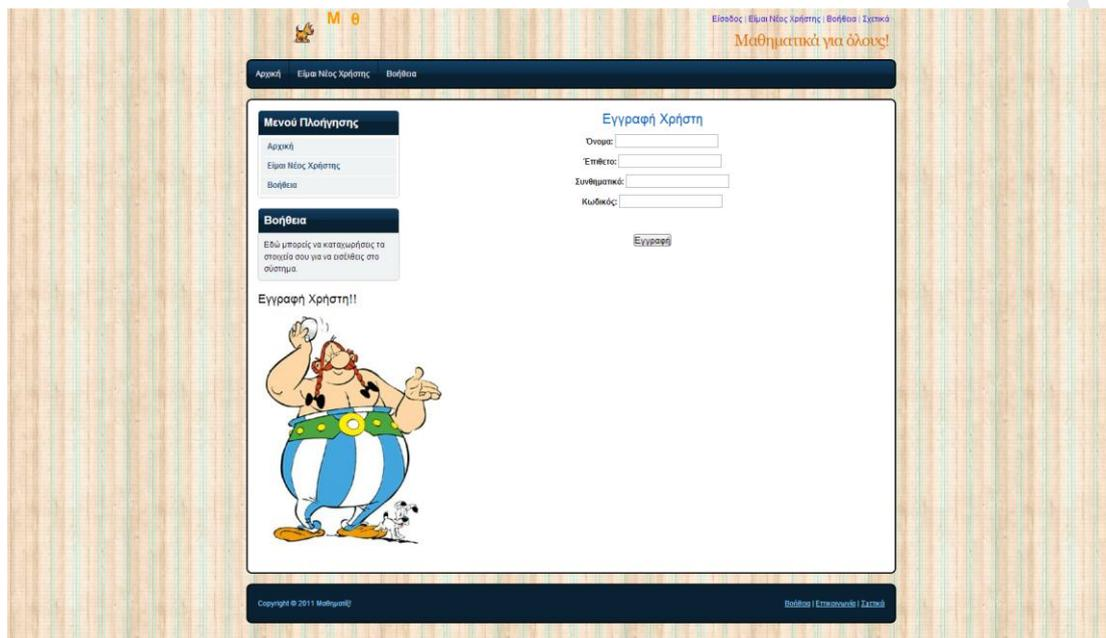 Μ θ
Είσοδος | Είμαι Νέος Χρήστης | Βοήθεια | Σχετικά
Μαθηματικά για όλους!
Αρχική Είμαι Νέος Χρήστης Βοήθεια
Μενού Πλοήγησης
Αρχική
Είμαι Νέος Χρήστης
Βοήθεια
Βοήθεια
Εδώ μπορείς να καταχωρήσεις τα
στοιχεία σου για να εισέλθεις στο
σύστημα.
Εγγραφή Χρήστη!!
Εγγραφή Χρήστη
Όνομα:
Έπιθετο:
Συνθηματικό:
Κωδικός:
Εγγραφή
Copyright © 2011 Μαθηματίξ!
Βοήθεια | Επικοινωνία | Σχετικά